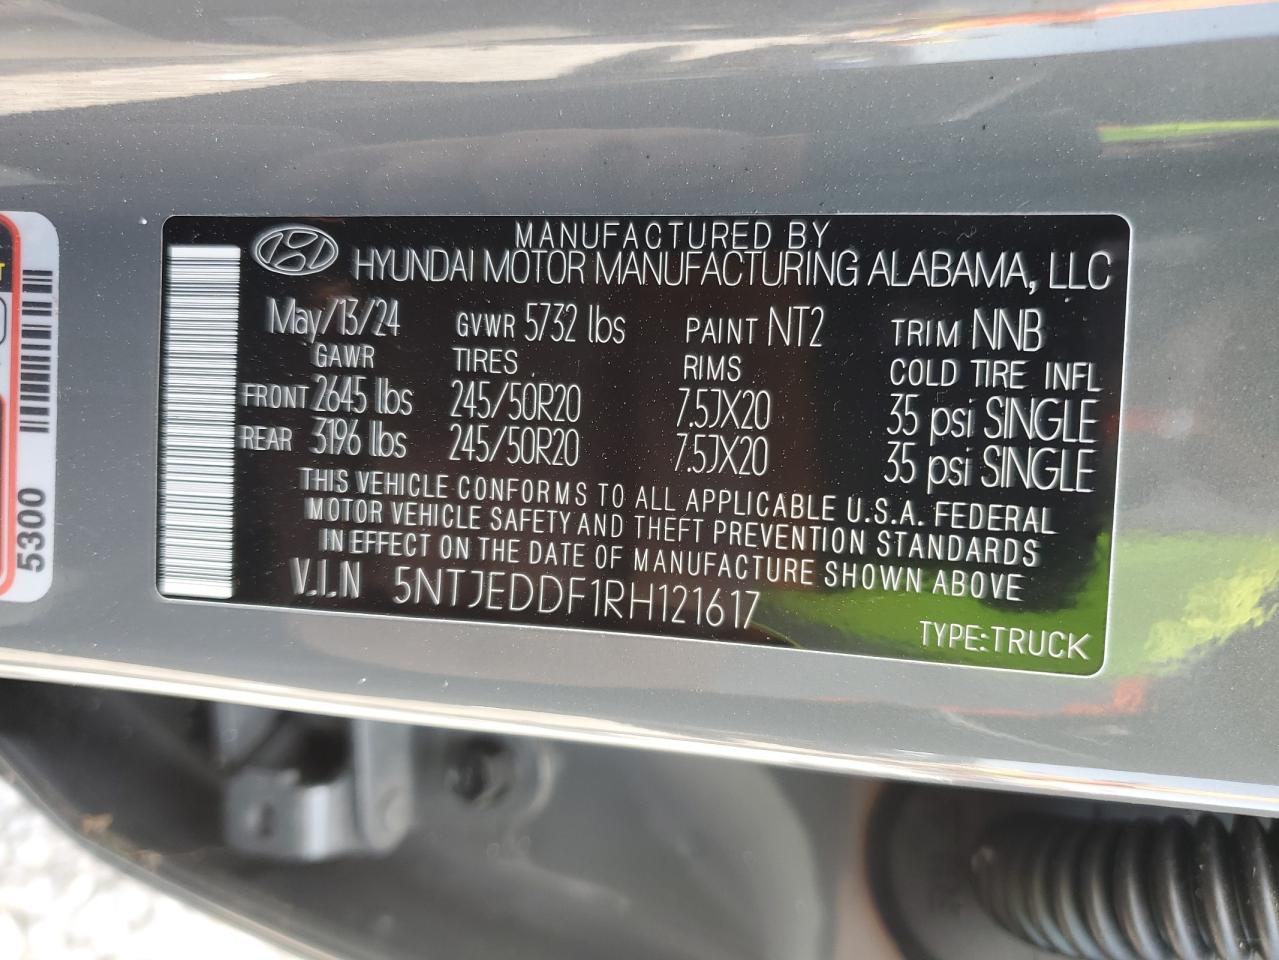 MANUFACTURED BY
HYUNDAI MOTOR MANUFACTURING ALABAMA, LLC
May/13/24 GVWR 5732 lbs PAINT NT2 TRIM NNB
GAWR TIRES RIMS COLD TIRE INFL
FRONT 2645 lbs 245/50R20 7.5JX20 35 psi SINGLE
REAR 3196 lbs 245/50R20 7.5JX20 35 psi SINGLE
THIS VEHICLE CONFORMS TO ALL APPLICABLE U.S.A. FEDERAL
MOTOR VEHICLE SAFETY AND THEFT PREVENTION STANDARDS
IN EFFECT ON THE DATE OF MANUFACTURE SHOWN ABOVE
V.I.N 5NTJEDDF1RH121617
TYPE:TRUCK
5300